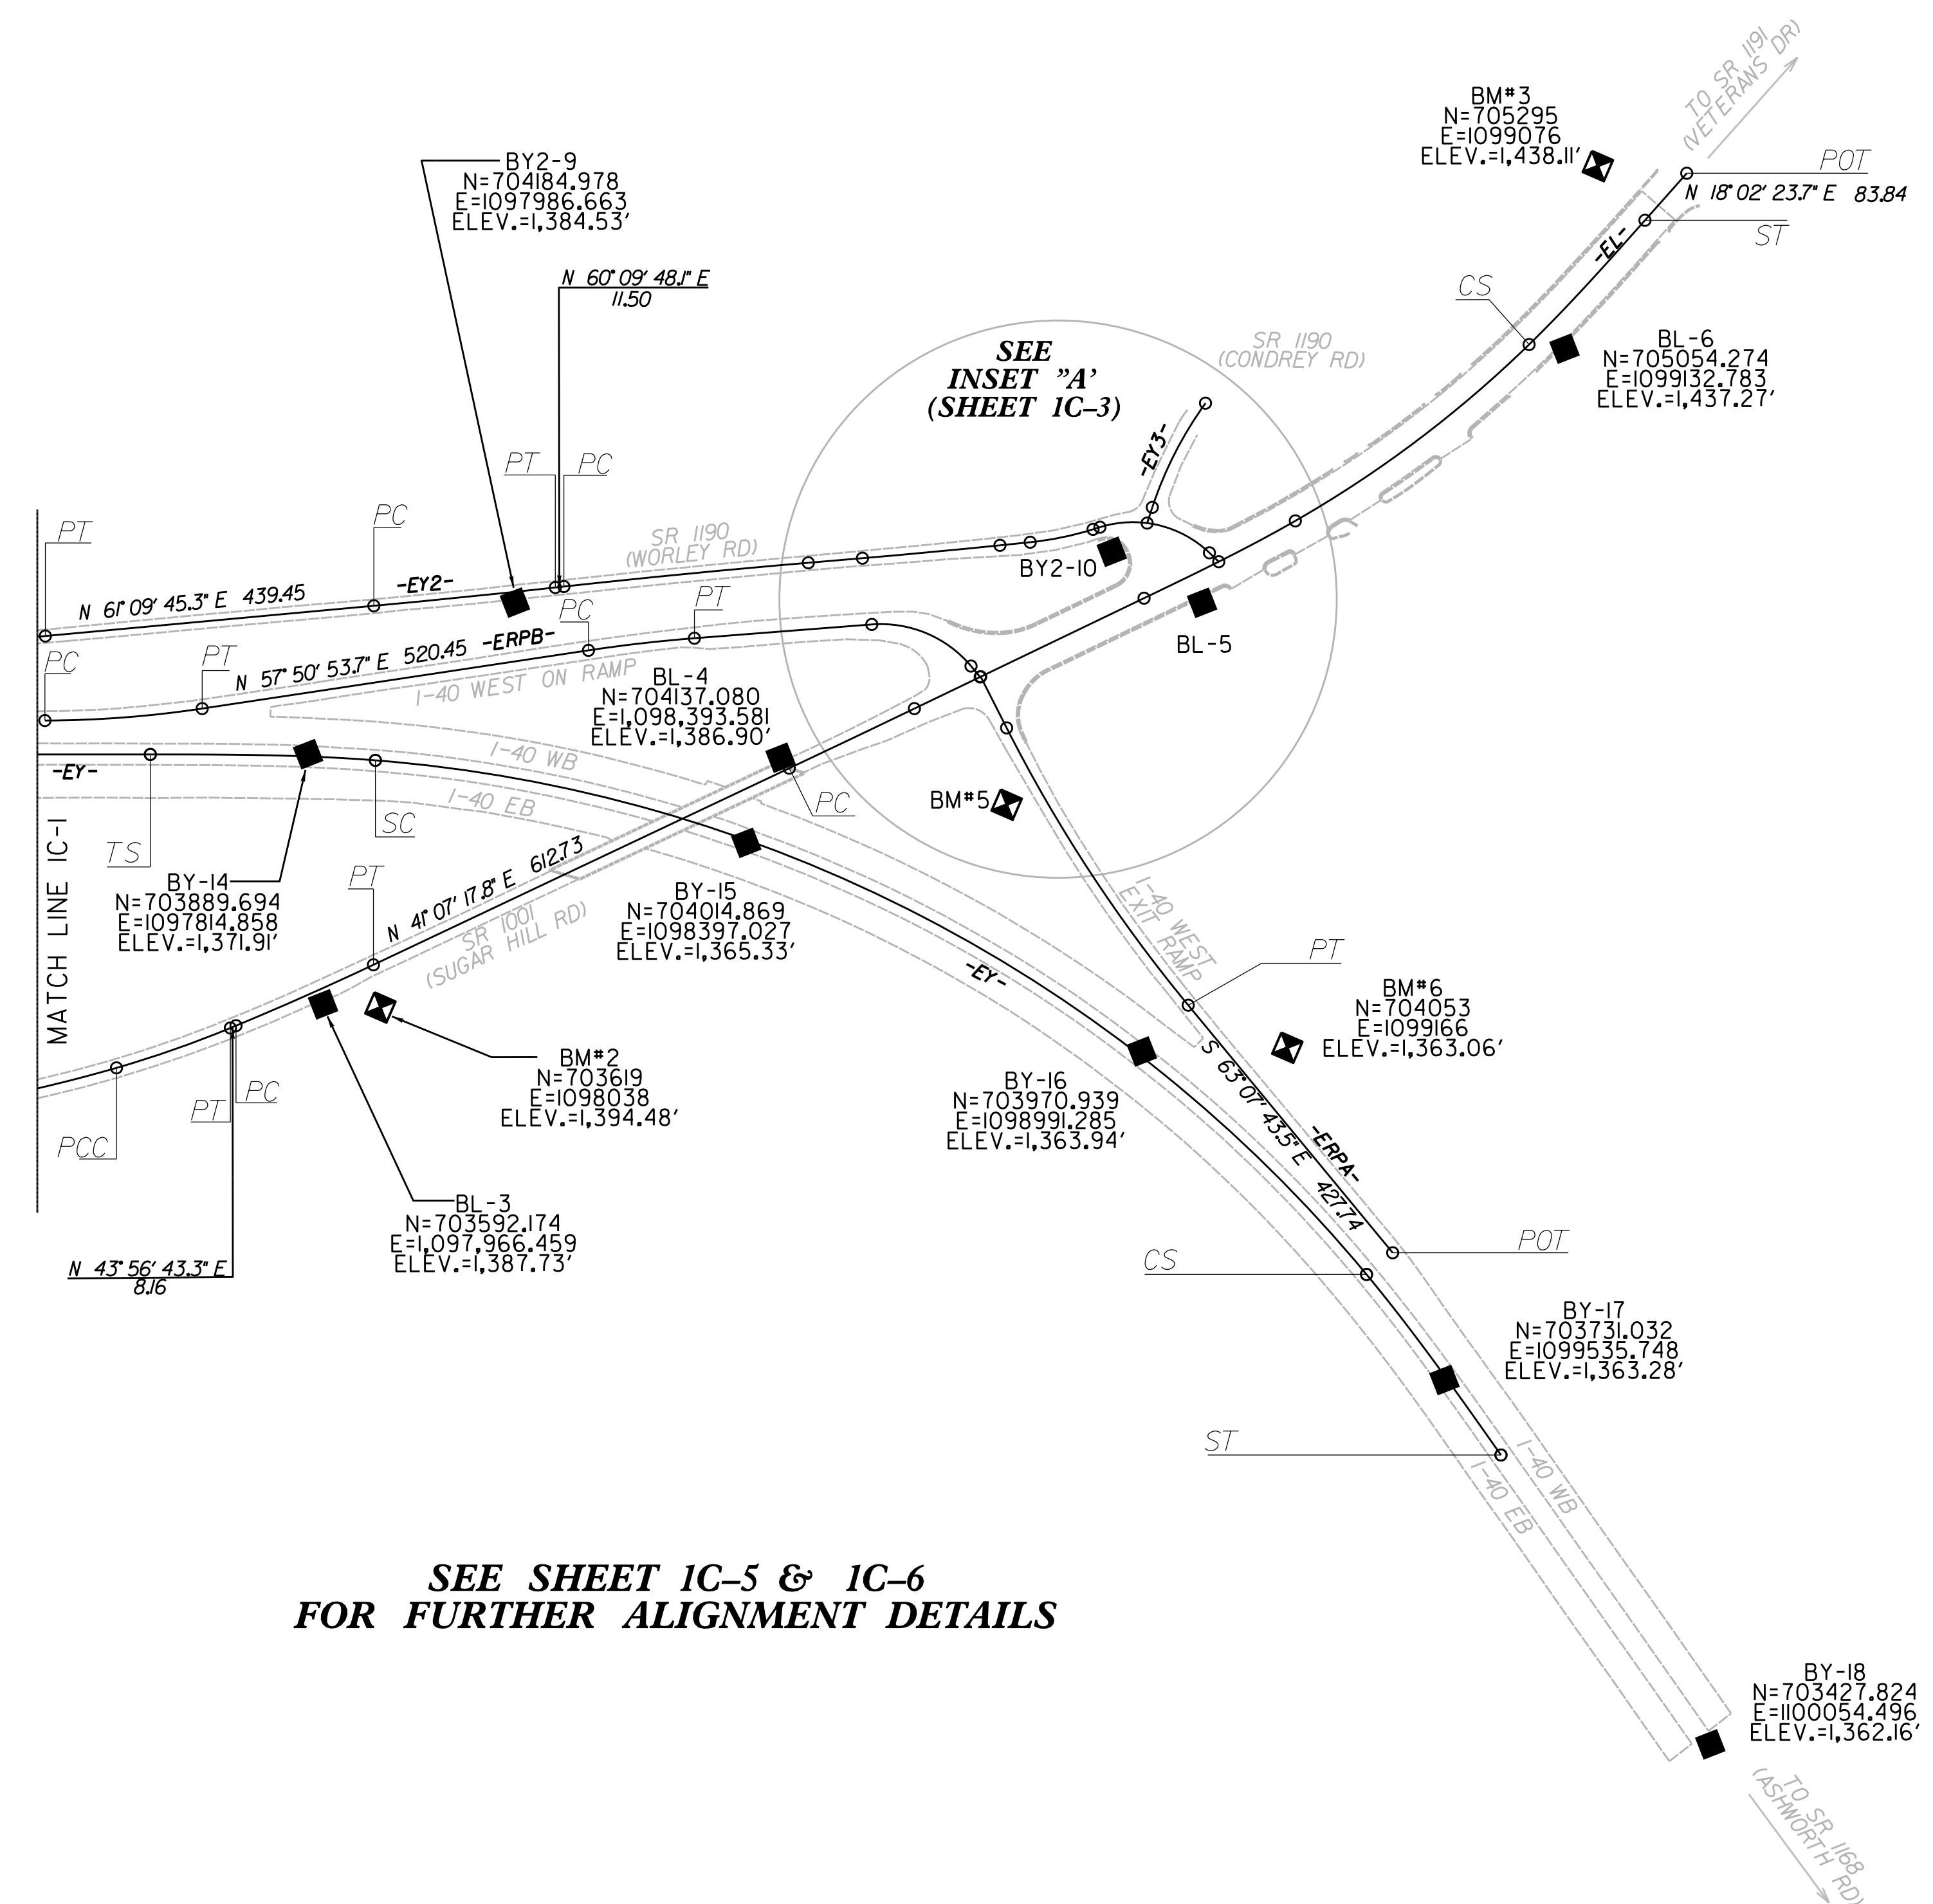 TO SR 1191
(VETERANS DR)
BM#3
N=705295
E=1099076
ELEV.=1,438.11'
POT
N 18°02' 23.7" E 83.84
ST
-EL-
CS
BL-6
N=705054.274
E=1099132.783
ELEV.=1,437.27'
BY2-9
N=704184.978
E=1097986.663
ELEV.=1,384.53'
N 60°09' 48.1" E
11.50
SEE
INSET "A'
(SHEET 1C-3)
SR 1190
(CONDREY RD)
-EY3-
PT
PC
PC
PT
SR 1190
(WORLEY RD)
-EY2-
N 61°09' 45.3" E 439.45
BY2-10
PC
PT
N 57°50' 53.7" E 520.45
-ERPB-
PC
PT
I-40 WEST ON RAMP
BL-5
BL-4
N=704137.080
E=1,098,393.581
ELEV.=1,386.90'
I-40 WB
-EY-
I-40 EB
BM#5
PC
TS
SC
MATCH LINE 1C-1
BY-14
N=703889.694
E=1097814.858
ELEV.=1,371.91'
PT
N 41°07' 17.8" E 612.73
SR 1001
(SUGAR HILL RD)
BY-15
N=704014.869
E=1098397.027
ELEV.=1,365.33'
I-40 WEST
EXIT RAMP
-EY-
PT
BM#6
N=704053
E=1099166
ELEV.=1,363.06'
BM#2
N=703619
E=1098038
ELEV.=1,394.48'
BY-16
N=703970.939
E=1098991.285
ELEV.=1,363.94'
S 63°07' 43.5" E 427.74
-ERPA-
PC
PT
PCC
BL-3
N=703592.174
E=1,097,966.459
ELEV.=1,387.73'
N 43°56' 43.3" E
8.16
POT
CS
BY-17
N=703731.032
E=1099535.748
ELEV.=1,363.28'
ST
I-40 WB
I-40 EB
SEE SHEET 1C-5 & 1C-6
FOR FURTHER ALIGNMENT DETAILS
BY-18
N=703427.824
E=1100054.496
ELEV.=1,362.16'
TO SR 1168
(ASHWORTH RD)